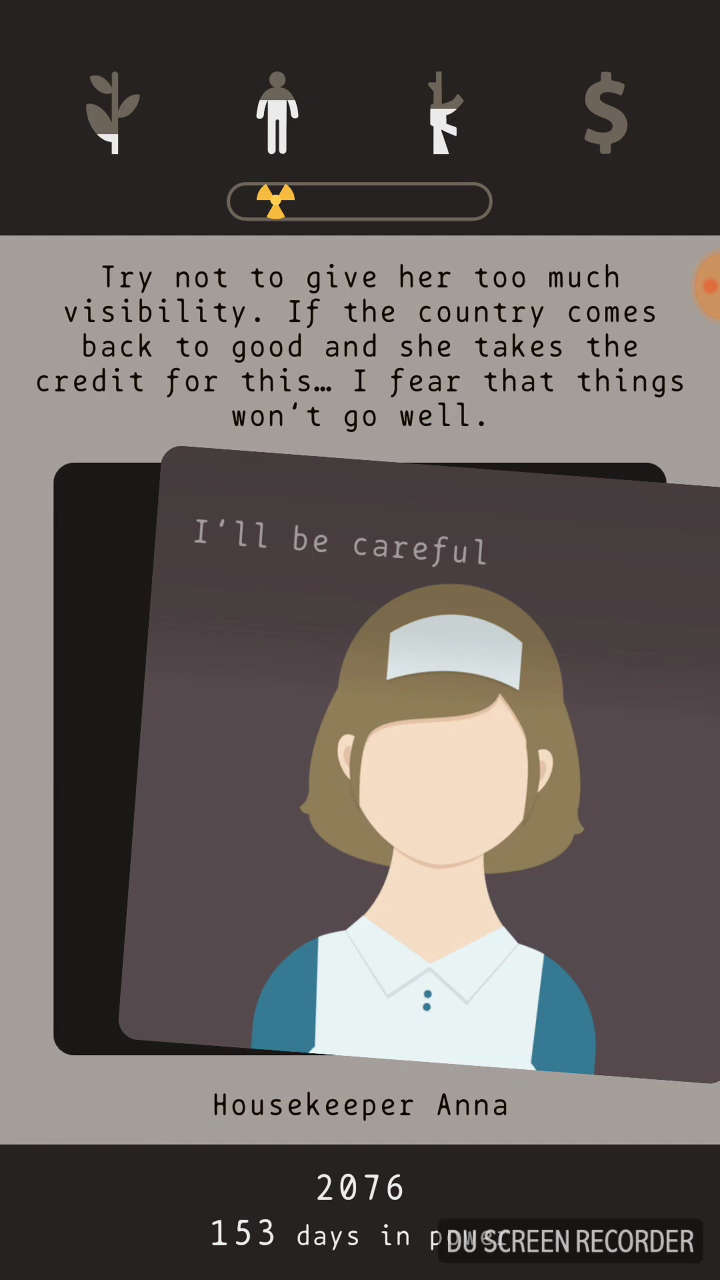 Try not to give her too much
visibility. If the country comes
back to good and she takes the
credit for this… I fear that things
won't go well.
I'll be careful
Housekeeper Anna
2076
153 days in power
DU SCREEN RECORDER